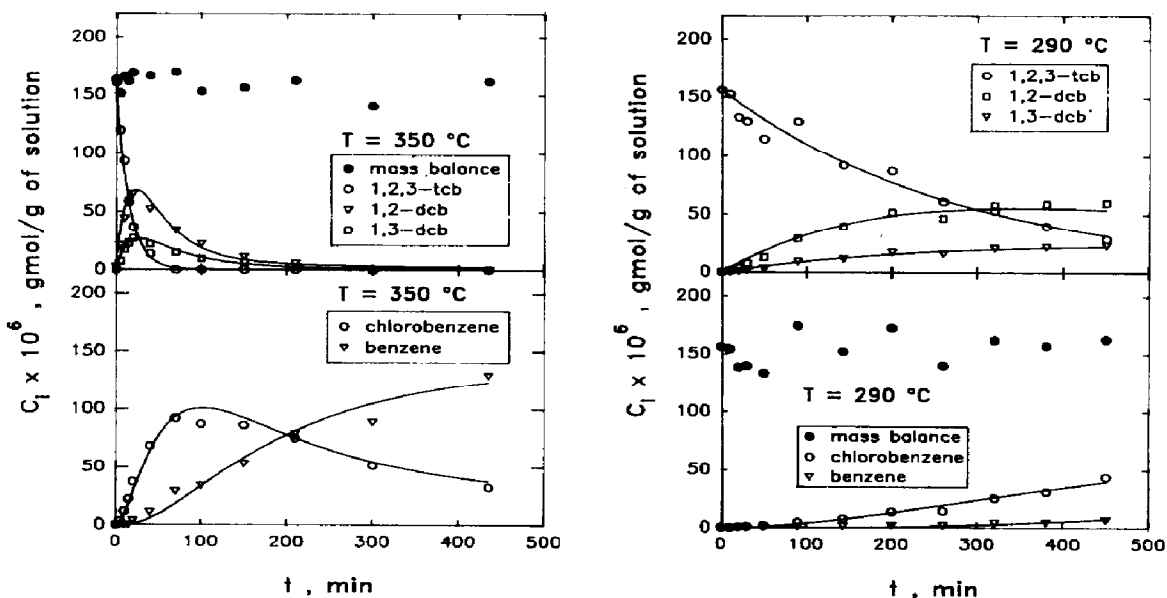 200
150
100
50
0
T = 350 °C
mass balance
1,2,3-tcb
1,2-dcb
1,3-dcb
200
150
100
50
0
T = 350 °C
chlorobenzene
benzene
0 100 200 300 400 500
t , min
C_i x 10^6 , gmol/g of solution
200
150
100
50
0
T = 290 °C
1,2,3-tcb
1,2-dcb
1,3-dcb
200
150
100
50
0
T = 290 °C
mass balance
chlorobenzene
benzene
0 100 200 300 400 500
t , min
C_i x 10^6 , gmol/g of solution